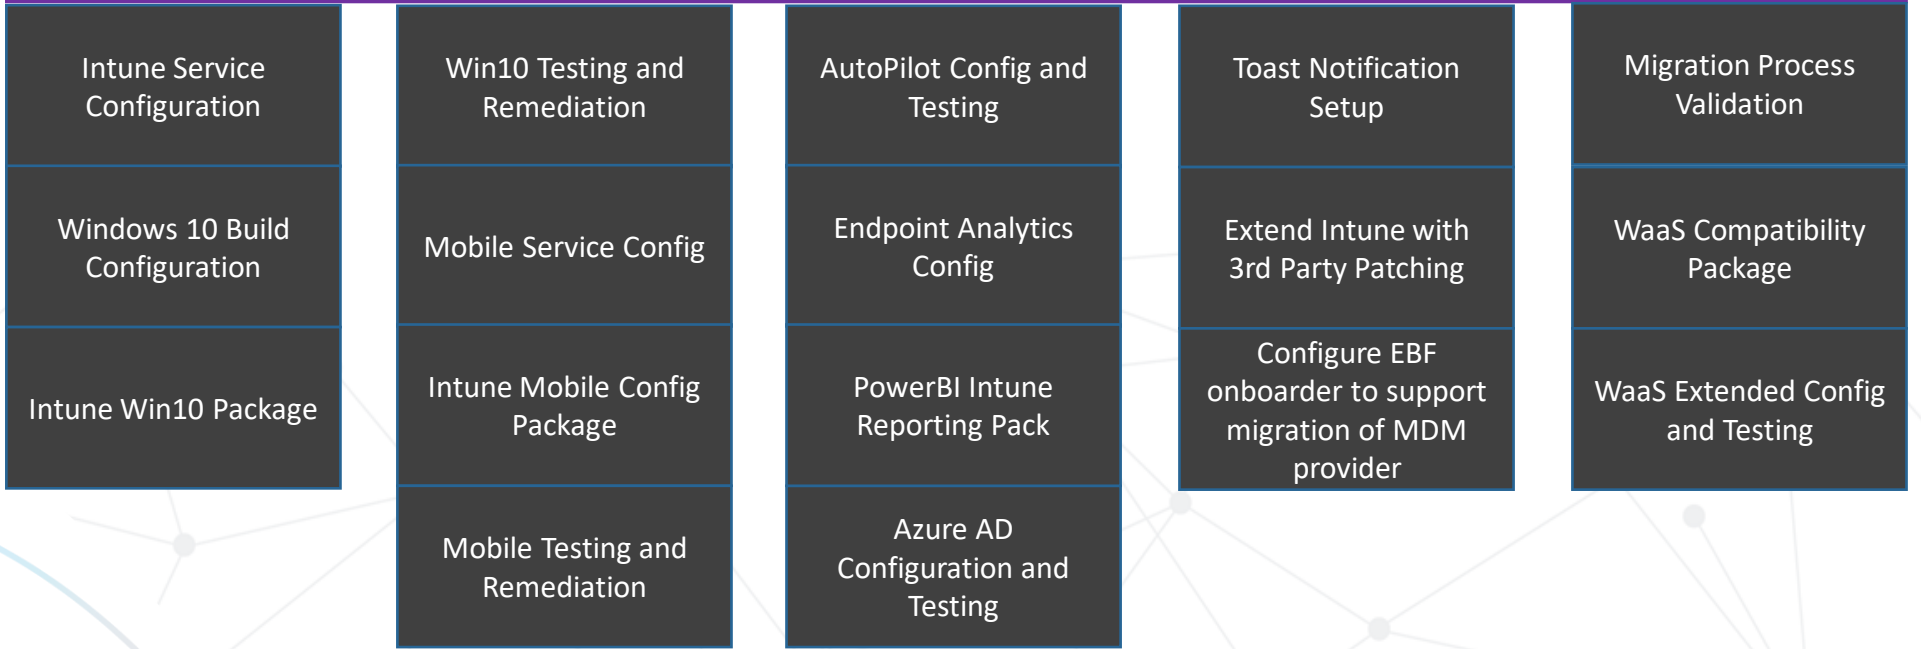 Intune Service
Configuration
Windows 10 Build
Configuration
Intune Win10 Package
Win10 Testing and
Remediation
Mobile Service Config
Intune Mobile Config
Package
Mobile Testing and
Remediation
AutoPilot Config and
Testing
Endpoint Analytics
Config
PowerBI Intune
Reporting Pack
Azure AD
Configuration and
Testing
Toast Notification
Setup
Extend Intune with
3rd Party Patching
Configure EBF
onboarder to support
migration of MDM
provider
Migration Process
Validation
WaaS Compatibility
Package
WaaS Extended Config
and Testing